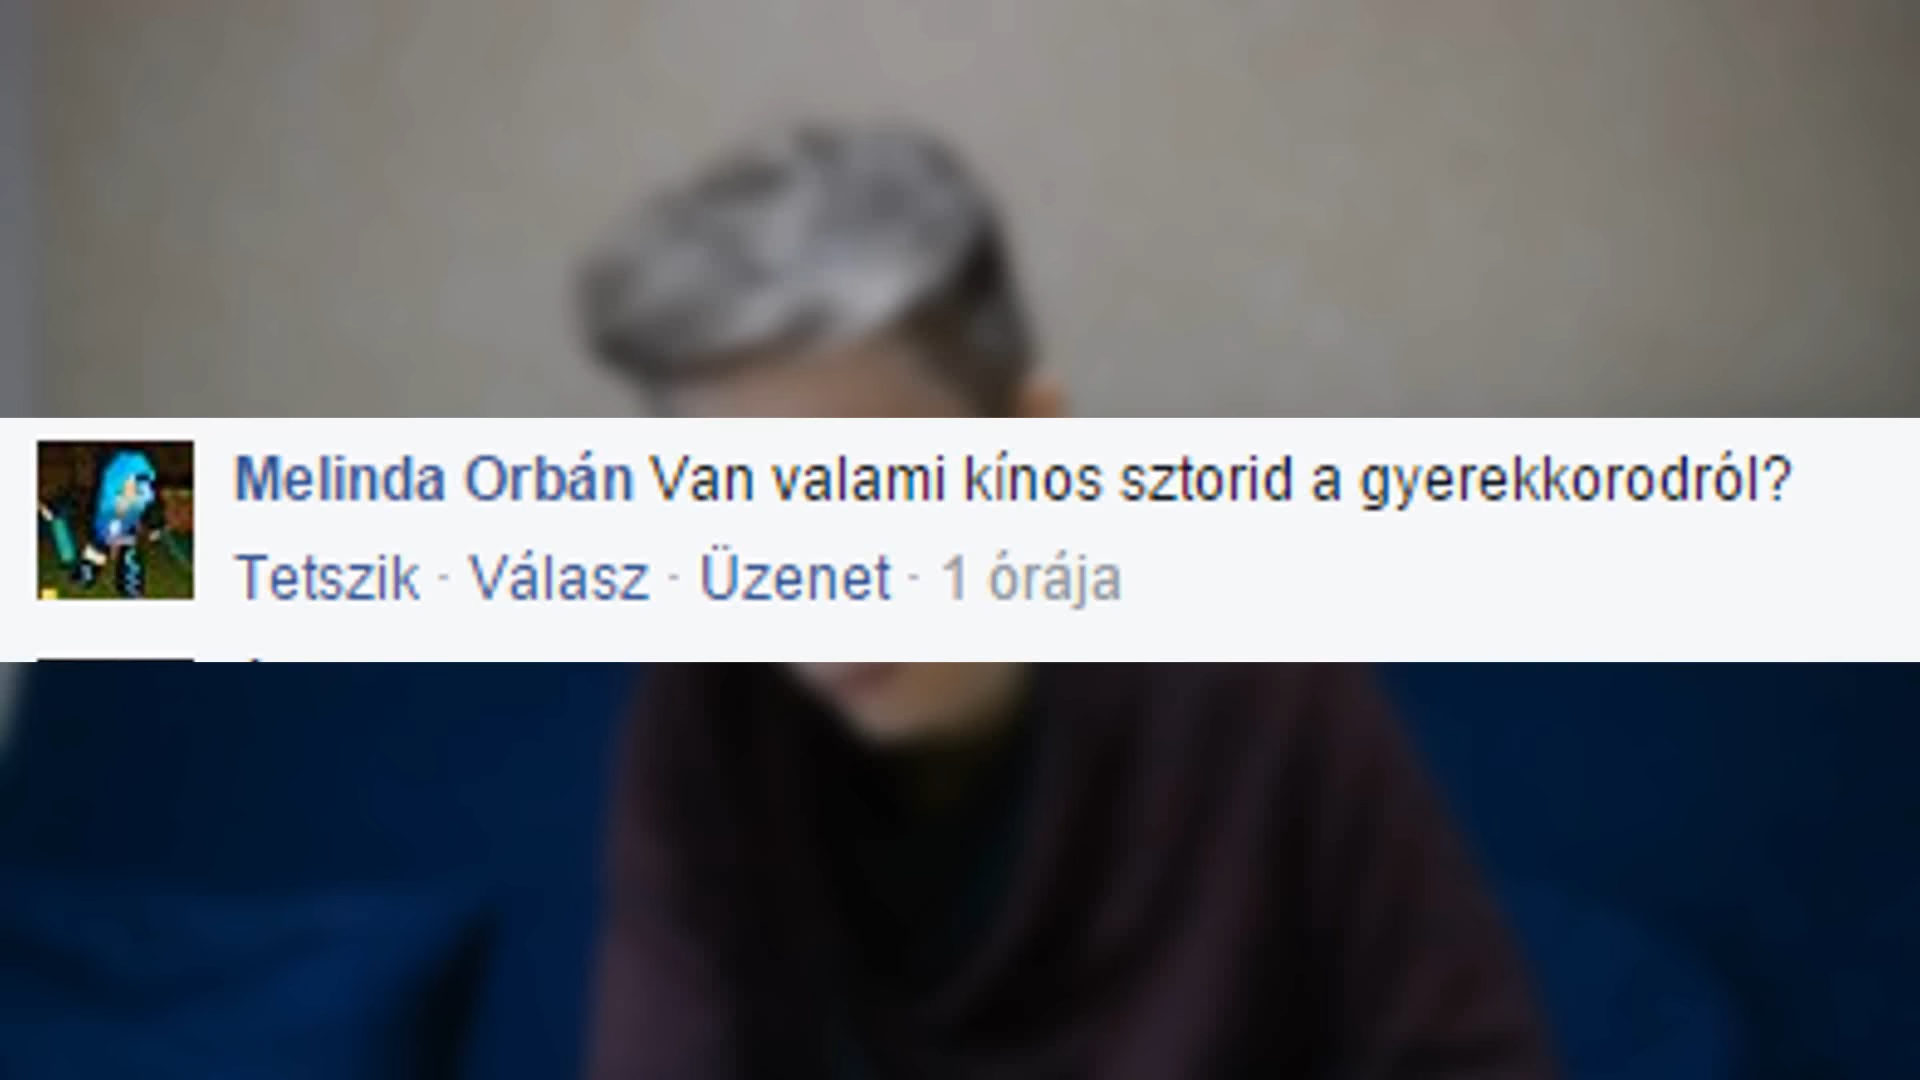 Melinda Orbán Van valami kínos sztorid a gyerekkorodról?
Tetszik · Válasz · Üzenet · 1 órája